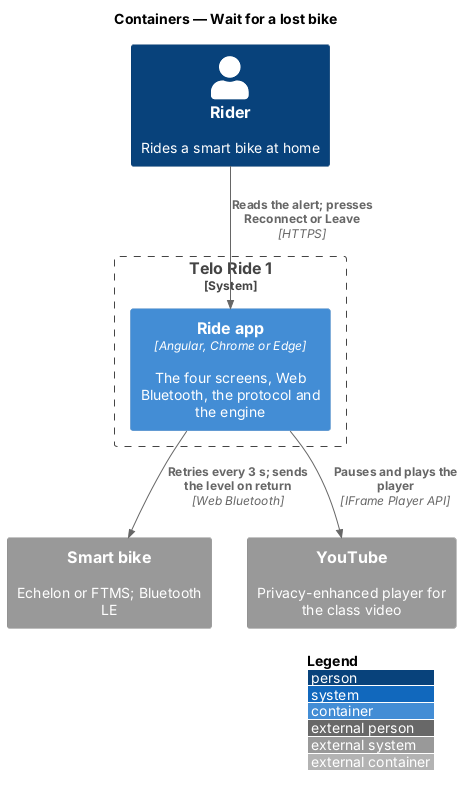 Containers — Wait for a lost bike
Rider
Rides a smart bike at home
Reads the alert; presses
Reconnect or Leave
[HTTPS]
Telo Ride 1
[System]
Ride app
[Angular, Chrome or Edge]
The four screens, Web
Bluetooth, the protocol and
the engine
Retries every 3 s; sends
the level on return
[Web Bluetooth]
Pauses and plays the
player
[IFrame Player API]
Smart bike
Echelon or FTMS; Bluetooth
LE
YouTube
Privacy-enhanced player for
the class video
Legend
person
system
container
external person
external system
external container